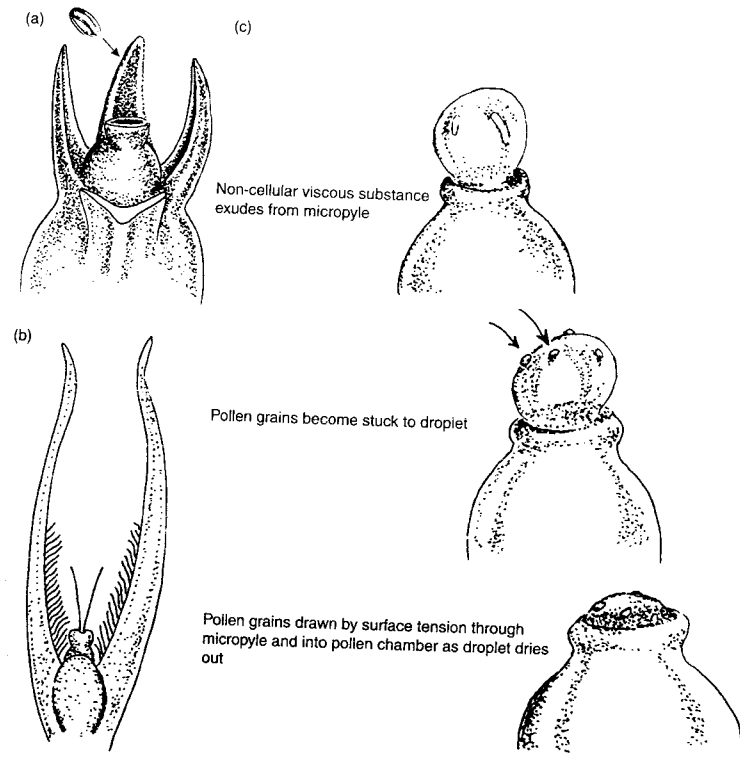 (a)
(c)
Non-cellular viscous substance
exudes from micropyle
(b)
Pollen grains become stuck to droplet
Pollen grains drawn by surface tension through
micropyle and into pollen chamber as droplet dries
out